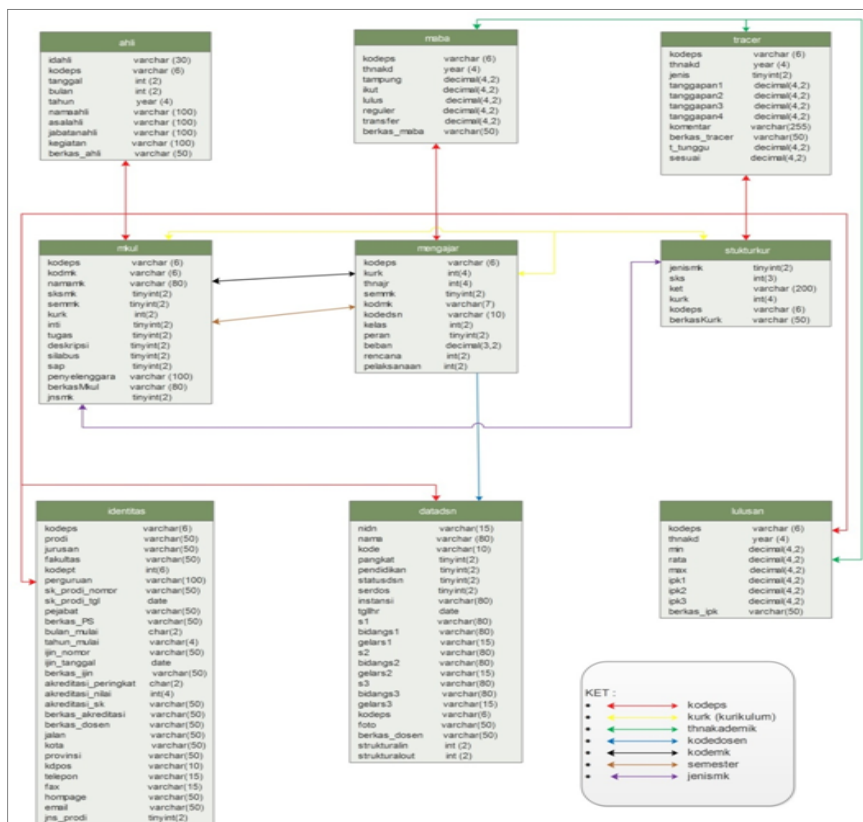 ahli
idahli varchar (30)
kodeps varchar (6)
tanggal int (2)
bulan int (2)
tahun year (4)
namaahli varchar (100)
asalahli varchar (100)
jabatanahli varchar (100)
kegiatan varchar (100)
berkas_ahli varchar (50)
maba
kodeps varchar (6)
thnakd year (4)
tampung decimal(4,2)
ikut decimal(4,2)
lulus decimal(4,2)
reguler decimal(4,2)
transfer decimal(4,2)
berkas_maba varchar(50)
tracer
kodeps varchar (6)
thnakd year (4)
jenis tinyint(2)
tanggapan1 decimal(4,2)
tanggapan2 decimal(4,2)
tanggapan3 decimal(4,2)
tanggapan4 decimal(4,2)
komentar varchar(255)
berkas_tracer varchar(50)
t_tunggu decimal(4,2)
sesuai decimal(4,2)
mkul
kodeps varchar (6)
kodmk varchar (6)
namamk varchar (80)
sksmk tinyint(2)
semmk tinyint(2)
kurk int(2)
inti tinyint(2)
tugas tinyint(2)
deskripsi tinyint(2)
silabus tinyint(2)
sap tinyint(2)
penyelenggara varchar (100)
berkasMkul varchar (80)
jnsmk tinyint(2)
mengajar
kodeps varchar (6)
kurk int(4)
thnajr int(4)
semmk tinyint(2)
kodmk varchar(7)
kodedsn varchar (10)
kelas int(2)
peran tinyint(2)
beban decimal(3,2)
rencana int(2)
pelaksanaan int(2)
stukturkur
jenismk tinyint(2)
sks int(3)
ket varchar (200)
kurk int(4)
kodeps varchar (6)
berkasKurk varchar (50)
identitas
kodeps varchar(6)
prodi varchar(50)
jurusan varchar(50)
fakultas varchar(50)
kodept int(6)
perguruan varchar(100)
sk_prodi_nomor varchar(50)
sk_prodi_tgl date
pejabat varchar(50)
berkas_PS varchar(50)
bulan_mulai char(2)
tahun_mulai varchar(4)
ijin_nomor varchar(50)
ijin_tanggal date
berkas_ijin varchar(50)
akreditasi_peringkat char(2)
akreditasi_nilai int(4)
akreditasi_sk varchar(50)
berkas_akreditasi varchar(50)
berkas_dosen varchar(50)
jalan varchar(50)
kota varchar(50)
provinsi varchar(50)
kdpos varchar(10)
telepon varchar(15)
fax varchar(15)
hompage varchar(50)
email varchar(50)
jns_prodi tinyint(2)
datadsn
nidn varchar(15)
nama varchar (80)
kode varchar(10)
pangkat tinyint(2)
pendidikan tinyint(2)
statusdsn tinyint(2)
serdos tinyint(2)
instansi varchar(80)
tgllhr date
s1 varchar(80)
bidangs1 varchar(80)
gelars1 varchar(15)
s2 varchar(80)
bidangs2 varchar(80)
gelars2 varchar(15)
s3 varchar(80)
bidangs3 varchar(80)
gelars3 varchar(15)
kodeps varchar(6)
foto varchar(50)
berkas_dosen varchar(50)
strukturalin int (2)
strukturalout int (2)
lulusan
kodeps varchar (6)
thnakd year (4)
min decimal(4,2)
rata decimal(4,2)
max decimal(4,2)
ipk1 decimal(4,2)
ipk2 decimal(4,2)
ipk3 decimal(4,2)
berkas_ipk varchar(50)
KET :
kodeps
kurk (kurikulum)
thnakademik
kodedosen
kodemk
semester
jenismk